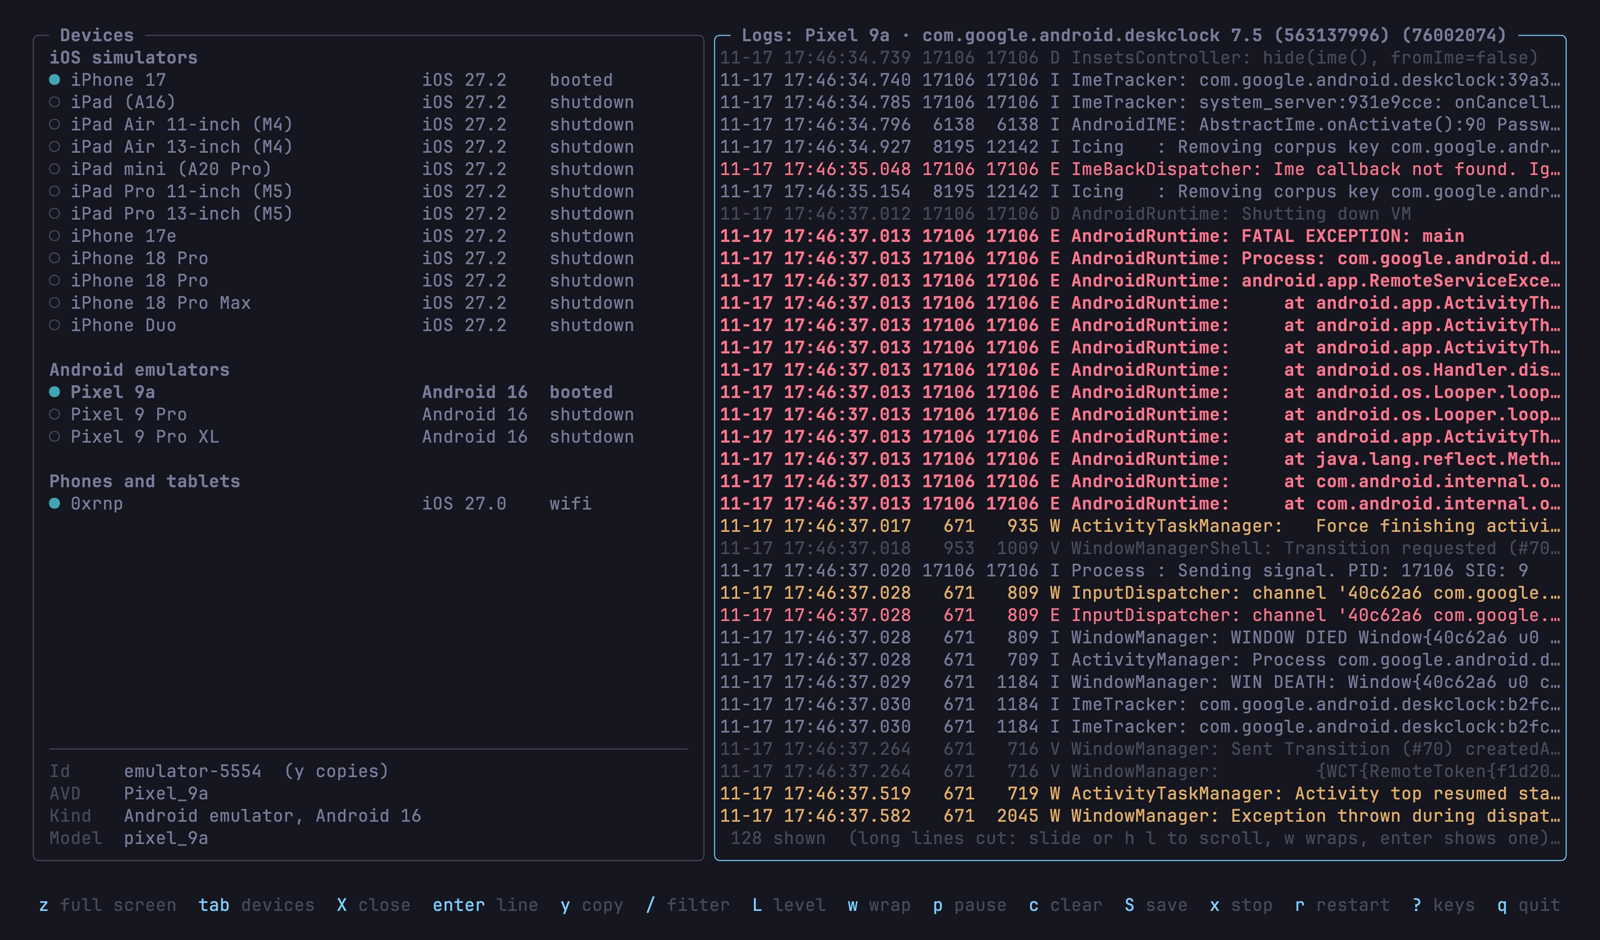 Devices
iOS simulators
● iPhone 17 iOS 27.2 booted
○ iPad (A16) iOS 27.2 shutdown
○ iPad Air 11-inch (M4) iOS 27.2 shutdown
○ iPad Air 13-inch (M4) iOS 27.2 shutdown
○ iPad mini (A20 Pro) iOS 27.2 shutdown
○ iPad Pro 11-inch (M5) iOS 27.2 shutdown
○ iPad Pro 13-inch (M5) iOS 27.2 shutdown
○ iPhone 17e iOS 27.2 shutdown
○ iPhone 18 Pro iOS 27.2 shutdown
○ iPhone 18 Pro iOS 27.2 shutdown
○ iPhone 18 Pro Max iOS 27.2 shutdown
○ iPhone Duo iOS 27.2 shutdown
Android emulators
● Pixel 9a Android 16 booted
○ Pixel 9 Pro Android 16 shutdown
○ Pixel 9 Pro XL Android 16 shutdown
Phones and tablets
● 0xrnp iOS 27.0 wifi
Id emulator-5554 (y copies)
AVD Pixel_9a
Kind Android emulator, Android 16
Model pixel_9a
Logs: Pixel 9a · com.google.android.deskclock 7.5 (563137996) (76002074)
11-17 17:46:34.739 17106 17106 D InsetsController: hide(ime(), fromIme=false)
11-17 17:46:34.740 17106 17106 I ImeTracker: com.google.android.deskclock:39a3…
11-17 17:46:34.785 17106 17106 I ImeTracker: system_server:931e9cce: onCancell…
11-17 17:46:34.796 6138 6138 I AndroidIME: AbstractIme.onActivate():90 Passw…
11-17 17:46:34.927 8195 12142 I Icing : Removing corpus key com.google.andr…
11-17 17:46:35.048 17106 17106 E ImeBackDispatcher: Ime callback not found. Ig…
11-17 17:46:35.154 8195 12142 I Icing : Removing corpus key com.google.andr…
11-17 17:46:37.012 17106 17106 D AndroidRuntime: Shutting down VM
11-17 17:46:37.013 17106 17106 E AndroidRuntime: FATAL EXCEPTION: main
11-17 17:46:37.013 17106 17106 E AndroidRuntime: Process: com.google.android.d…
11-17 17:46:37.013 17106 17106 E AndroidRuntime: android.app.RemoteServiceExce…
11-17 17:46:37.013 17106 17106 E AndroidRuntime: at android.app.ActivityTh…
11-17 17:46:37.013 17106 17106 E AndroidRuntime: at android.app.ActivityTh…
11-17 17:46:37.013 17106 17106 E AndroidRuntime: at android.app.ActivityTh…
11-17 17:46:37.013 17106 17106 E AndroidRuntime: at android.os.Handler.dis…
11-17 17:46:37.013 17106 17106 E AndroidRuntime: at android.os.Looper.loop…
11-17 17:46:37.013 17106 17106 E AndroidRuntime: at android.os.Looper.loop…
11-17 17:46:37.013 17106 17106 E AndroidRuntime: at android.app.ActivityTh…
11-17 17:46:37.013 17106 17106 E AndroidRuntime: at java.lang.reflect.Meth…
11-17 17:46:37.013 17106 17106 E AndroidRuntime: at com.android.internal.o…
11-17 17:46:37.013 17106 17106 E AndroidRuntime: at com.android.internal.o…
11-17 17:46:37.017 671 935 W ActivityTaskManager: Force finishing activi…
11-17 17:46:37.018 953 1009 V WindowManagerShell: Transition requested (#70…
11-17 17:46:37.020 17106 17106 I Process : Sending signal. PID: 17106 SIG: 9
11-17 17:46:37.028 671 809 W InputDispatcher: channel '40c62a6 com.google.…
11-17 17:46:37.028 671 809 E InputDispatcher: channel '40c62a6 com.google.…
11-17 17:46:37.028 671 809 I WindowManager: WINDOW DIED Window{40c62a6 u0 …
11-17 17:46:37.028 671 709 I ActivityManager: Process com.google.android.d…
11-17 17:46:37.029 671 1184 I WindowManager: WIN DEATH: Window{40c62a6 u0 c…
11-17 17:46:37.030 671 1184 I ImeTracker: com.google.android.deskclock:b2fc…
11-17 17:46:37.030 671 1184 I ImeTracker: com.google.android.deskclock:b2fc…
11-17 17:46:37.264 671 716 V WindowManager: Sent Transition (#70) createdA…
11-17 17:46:37.264 671 716 V WindowManager: {WCT{RemoteToken{f1d20…
11-17 17:46:37.519 671 719 W ActivityTaskManager: Activity top resumed sta…
11-17 17:46:37.582 671 2045 W WindowManager: Exception thrown during dispat…
128 shown (long lines cut: slide or h l to scroll, w wraps, enter shows one)…
z full screen tab devices X close enter line y copy / filter L level w wrap p pause c clear S save x stop r restart ? keys q quit